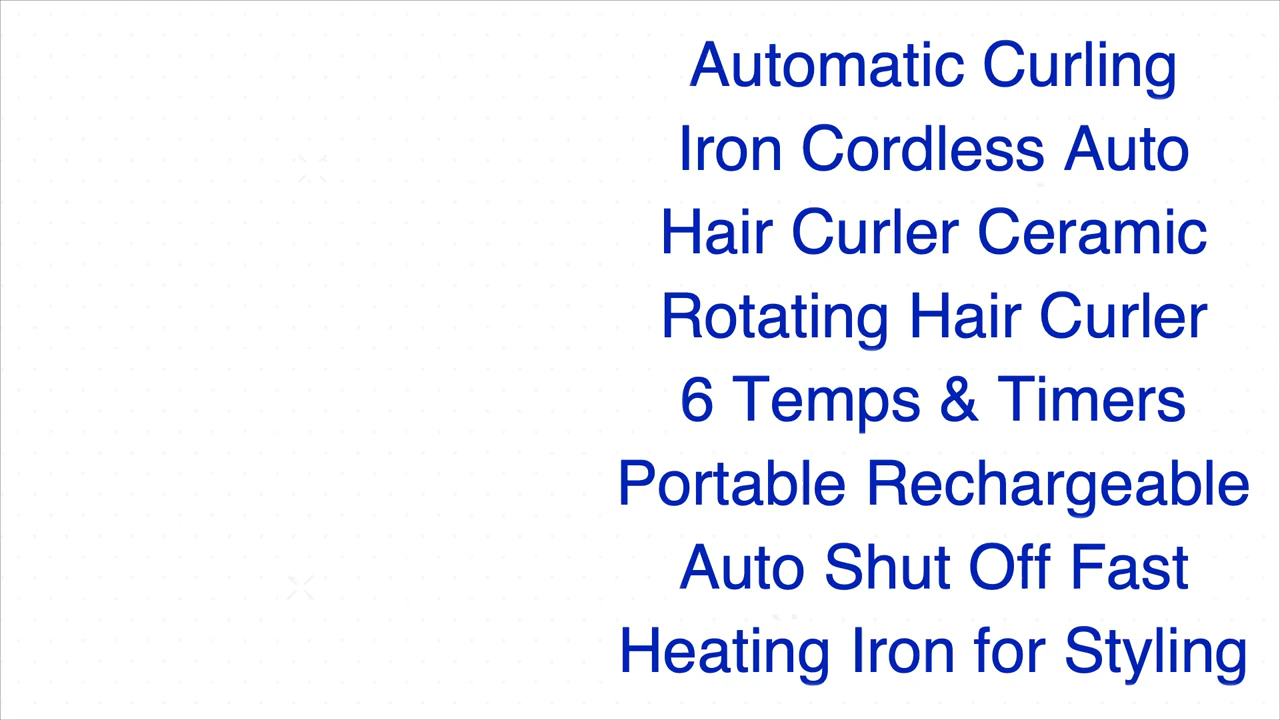 Automatic Curling
Iron Cordless Auto
Hair Curler Ceramic
Rotating Hair Curler
6 Temps & Timers
Portable Rechargeable
Auto Shut Off Fast
Heating Iron for Styling